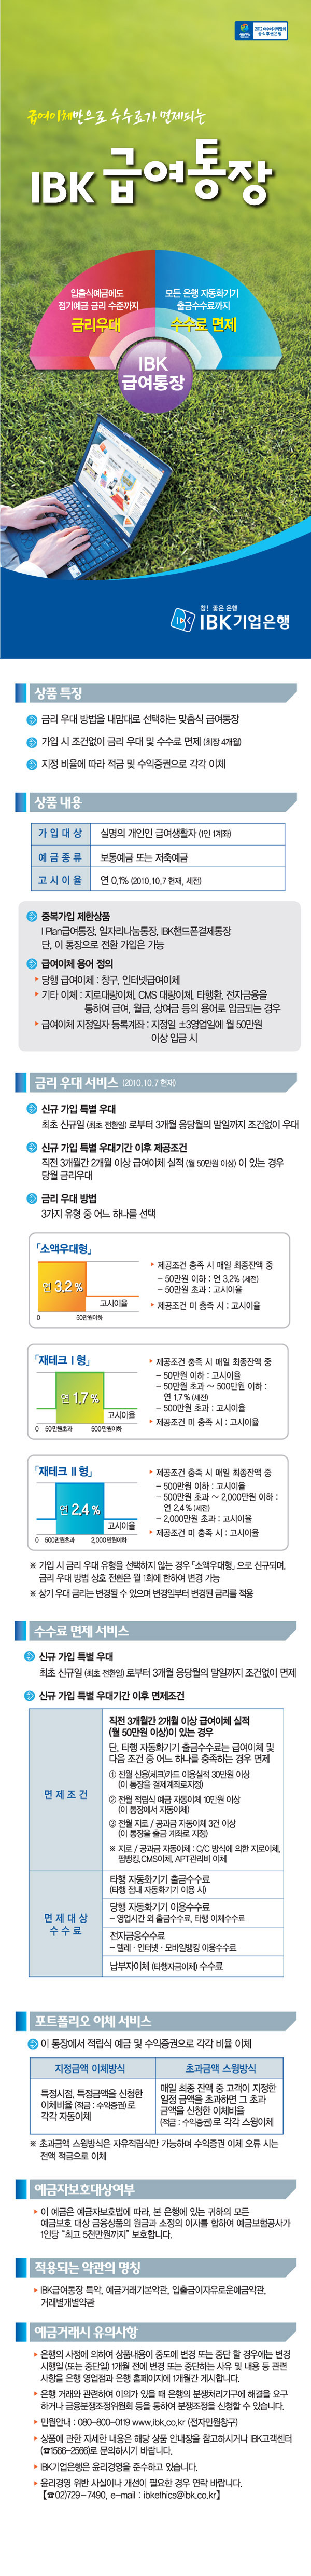 2012여수세계박람회
공식후원은행
급여이체만으로 수수료가 면제되는
IBK 급여통장
입출식예금에도
정기예금 금리 수준까지
금리우대
모든 은행 자동화기기
출금수수료까지
수수료 면제
IBK
급여통장
참! 좋은 은행
IBK기업은행
상품 특징
금리 우대 방법을 내맘대로 선택하는 맞춤식 급여통장
가입 시 조건없이 금리 우대 및 수수료 면제 (최장 4개월)
지정 비율에 따라 적금 및 수익증권으로 각각 이체
상품 내용
가 입 대 상 실명의 개인인 급여생활자 (1인 1계좌)
예 금 종 류 보통예금 또는 저축예금
고 시 이 율 연 0.1% (2010.10.7 현재, 세전)
중복가입 제한상품
I Plan급여통장, 일자리나눔통장, IBK핸드폰결제통장
단, 이 통장으로 전환 가입은 가능
급여이체 용어 정의
당행 급여이체 : 창구, 인터넷급여이체
기타 이체 : 지로대량이체, CMS 대량이체, 타행환, 전자금융을
통하여 급여, 월급, 상여금 등의 용어로 입금되는 경우
급여이체 지정일자 등록계좌 : 지정일 ±3영업일에 월 50만원
이상 입금 시
금리 우대 서비스 (2010.10.7 현재)
신규 가입 특별 우대
최초 신규일 (최초 전환일) 로부터 3개월 응당월의 말일까지 조건없이 우대
신규 가입 특별 우대기간 이후 제공조건
직전 3개월간 2개월 이상 급여이체 실적 (월 50만원 이상) 이 있는 경우
당월 금리우대
금리 우대 방법
3가지 유형 중 어느 하나를 선택
「소액우대형」
연 3.2 %
고시이율
0 50만원이하
제공조건 충족 시 매일 최종잔액 중
- 50만원 이하 : 연 3.2% (세전)
- 50만원 초과 : 고시이율
제공조건 미 충족 시 : 고시이율
「재테크 I 형」
연 1.7 %
고시이율
0 50만원초과 500만원이하
제공조건 충족 시 매일 최종잔액 중
- 50만원 이하 : 고시이율
- 50만원 초과 ~ 500만원 이하 :
연 1.7 % (세전)
- 500만원 초과 : 고시이율
제공조건 미 충족 시 : 고시이율
「재테크 II 형」
연 2.4 %
고시이율
0 500만원초과 2,000만원이하
제공조건 충족 시 매일 최종잔액 중
- 500만원 이하 : 고시이율
- 500만원 초과 ~ 2,000만원 이하 :
연 2.4 % (세전)
- 2,000만원 초과 : 고시이율
제공조건 미 충족 시 : 고시이율
※ 가입 시 금리 우대 유형을 선택하지 않는 경우 「소액우대형」으로 신규되며,
금리 우대 방법 상호 전환은 월 1회에 한하여 변경 가능
※ 상기 우대 금리는 변경될 수 있으며 변경일부터 변경된 금리를 적용
수수료 면제 서비스
신규 가입 특별 우대
최초 신규일 (최초 전환일) 로부터 3개월 응당월의 말일까지 조건없이 면제
신규 가입 특별 우대기간 이후 면제조건
면 제 조 건
직전 3개월간 2개월 이상 급여이체 실적
(월 50만원 이상)이 있는 경우
단, 타행 자동화기기 출금수수료는 급여이체 및
다음 조건 중 어느 하나를 충족하는 경우 면제
① 전월 신용(체크)카드 이용실적 30만원 이상
(이 통장을 결제계좌로지정)
② 전월 적립식 예금 자동이체 10만원 이상
(이 통장에서 자동이체)
③ 전월 지로 / 공과금 자동이체 3건 이상
(이 통장을 출금 계좌로 지정)
※ 지로 / 공과금 자동이체 : C/C 방식에 의한 지로이체,
펌뱅킹,CMS이체, APT관리비 이체
면 제 대 상
수 수 료
타행 자동화기기 출금수수료
(타행 점내 자동화기기 이용 시)
당행 자동화기기 이용수수료
- 영업시간 외 출금수수료, 타행 이체수수료
전자금융수수료
- 텔레 · 인터넷 · 모바일뱅킹 이용수수료
납부자이체 (타행자금이체) 수수료
포트폴리오 이체 서비스
이 통장에서 적립식 예금 및 수익증권으로 각각 비율 이체
지정금액 이체방식
초과금액 스윙방식
특정시점, 특정금액을 신청한
이체비율 (적금 : 수익증권)로
각각 자동이체
매일 최종 잔액 중 고객이 지정한
일정 금액을 초과하면 그 초과
금액을 신청한 이체비율
(적금 : 수익증권)로 각각 스윙이체
※ 초과금액 스윙방식은 자유적립식만 가능하며 수익증권 이체 오류 시는
전액 적금으로 이체
예금자보호대상여부
이 예금은 예금자보호법에 따라, 본 은행에 있는 귀하의 모든
예금보호 대상 금융상품의 원금과 소정의 이자를 합하여 예금보험공사가
1인당 “최고 5천만원까지” 보호합니다.
적용되는 약관의 명칭
IBK급여통장 특약, 예금거래기본약관, 입출금이자유로운예금약관,
거래별개별약관
예금거래시 유의사항
은행의 사정에 의하여 상품내용이 중도에 변경 또는 중단 할 경우에는 변경
시행일 (또는 중단일) 1개월 전에 변경 또는 중단하는 사유 및 내용 등 관련
사항을 은행 영업점과 은행 홈페이지에 1개월간 게시합니다.
은행 거래와 관련하여 이의가 있을 때 은행의 분쟁처리기구에 해결을 요구
하거나 금융분쟁조정위원회 등을 통하여 분쟁조정을 신청할 수 있습니다.
민원안내 : 080-800-0119 www.ibk.co.kr (전자민원창구)
상품에 관한 자세한 내용은 해당 상품 안내장을 참고하시거나 IBK고객센터
(☎1566-2566)로 문의하시기 바랍니다.
IBK기업은행은 윤리경영을 준수하고 있습니다.
윤리경영 위반 사실이나 개선이 필요한 경우 연락 바랍니다.
【☎02)729-7490, e-mail : ibkethics@ibk.co.kr】